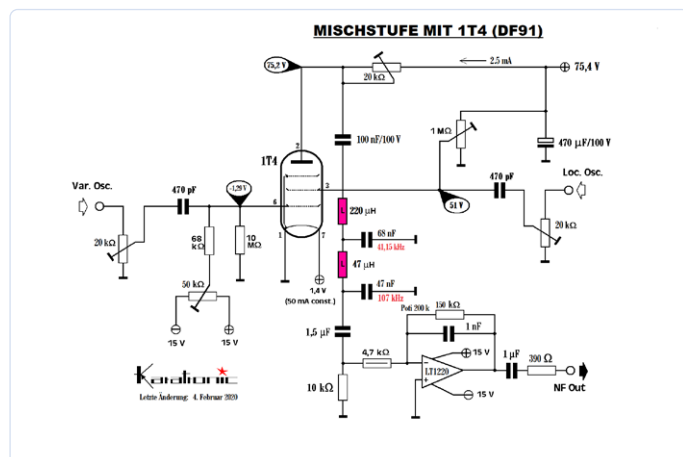 MISCHSTUFE MIT 1T4 (DF91)
75,2 V
20 kΩ
2.5 mA
75,4 V
1 MΩ
470 µF/100 V
100 nF/100 V
2
1T4
Var. Osc.
470 pF
-1,29 V
6
3
51 V
470 pF
Loc. Osc.
20 kΩ
68 kΩ
10 MΩ
1
7
L
220 µH
68 nF
41,15 kHz
20 kΩ
50 kΩ
15 V
15 V
1,4 V
(50 mA const.)
L
47 µH
47 nF
107 kHz
Poti 200 k
150 kΩ
1 nF
1,5 µF
4,7 kΩ
15 V
LT1220
1 µF
390 Ω
NF Out
10 kΩ
15 V
Karatronic
Letzte Änderung: 4. Februar 2020